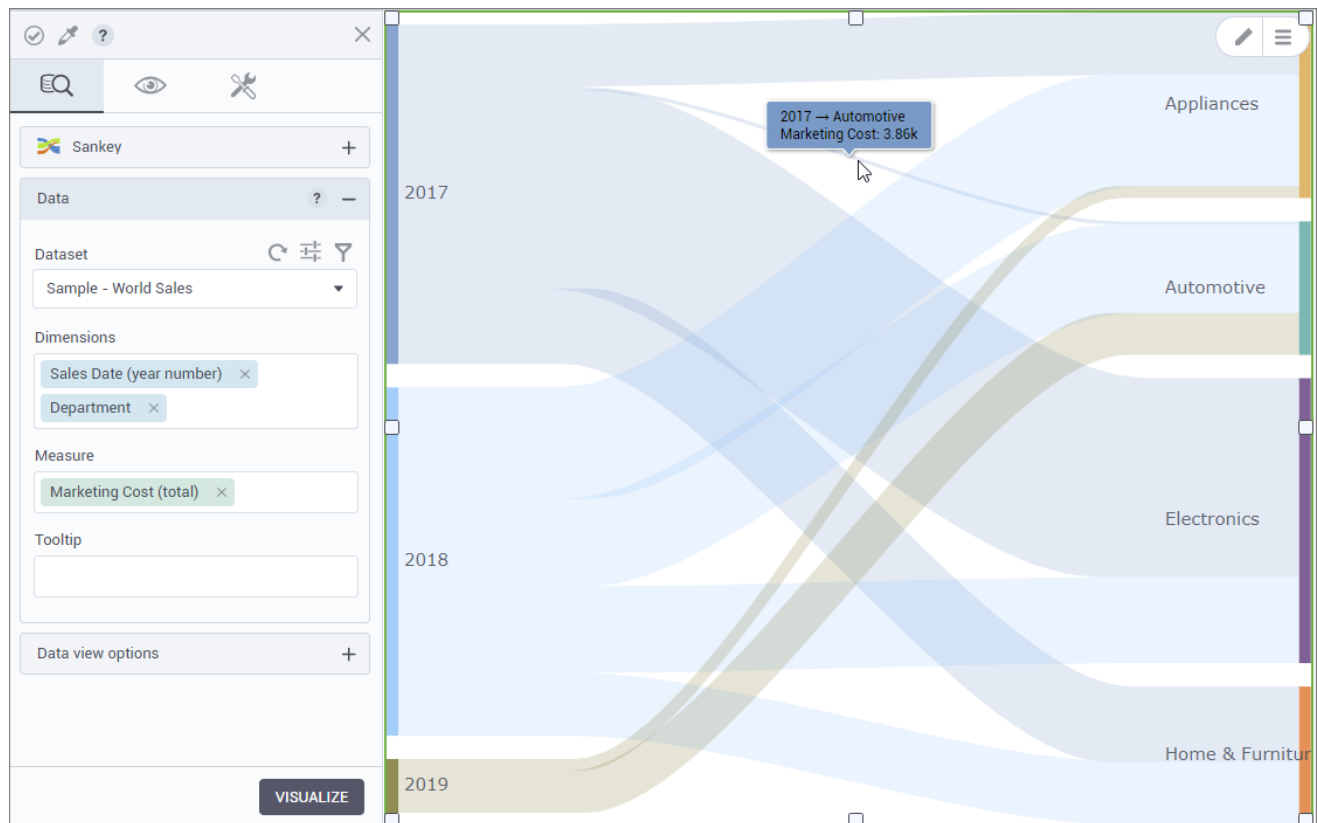 ?
Sankey
+
Data
?
Dataset
Sample - World Sales
Dimensions
Sales Date (year number) ×
Department ×
Measure
Marketing Cost (total) ×
Tooltip
Data view options
+
VISUALIZE
2017
2018
2019
2017 → Automotive
Marketing Cost: 3.86k
Appliances
Automotive
Electronics
Home & Furnitur